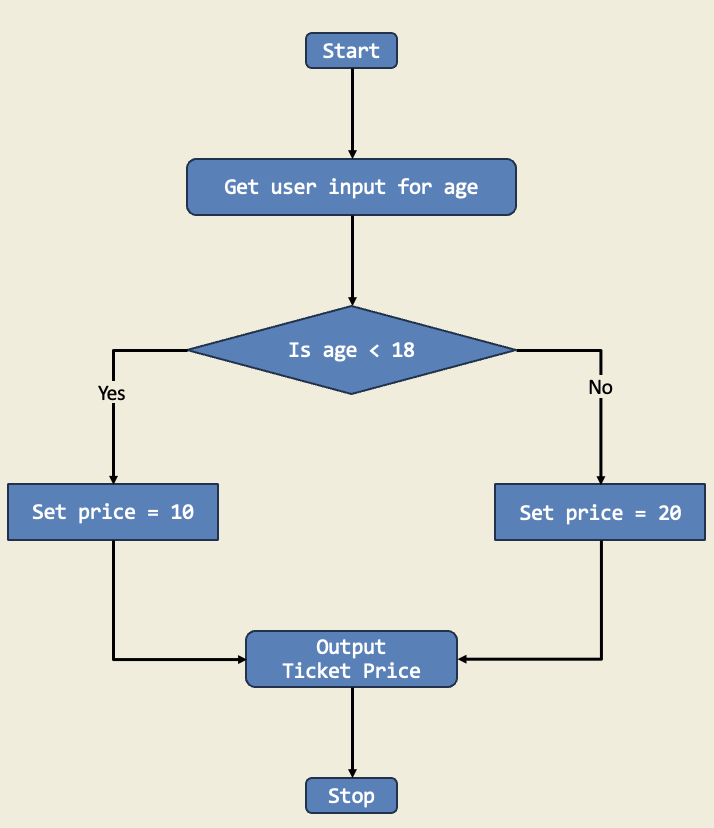 Start
Get user input for age
Is age < 18
Yes
No
Set price = 10
Set price = 20
Output
Ticket Price
Stop